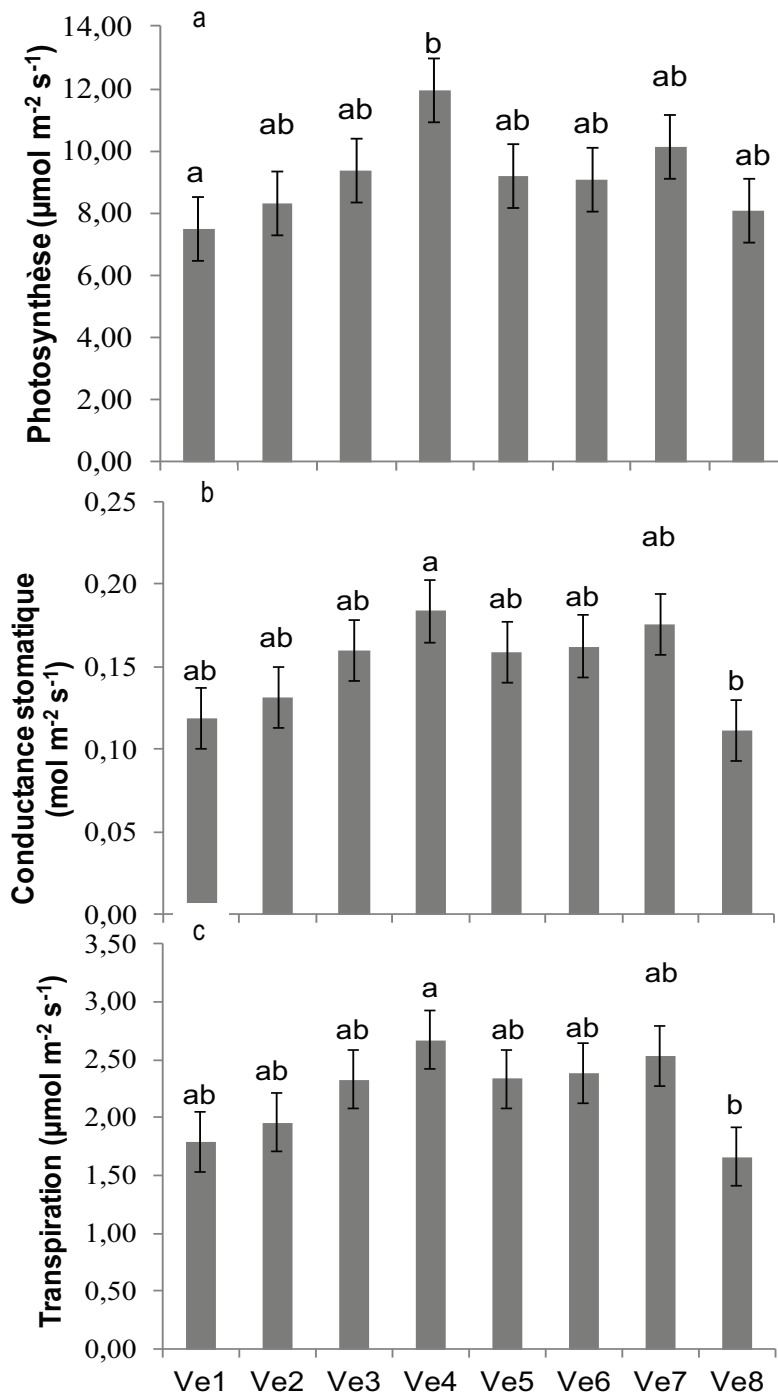 a
Photosynthèse (µmol m-2 s-1)
14,00
12,00
10,00
8,00
6,00
4,00
2,00
0,00
a
ab
ab
b
ab
ab
ab
ab
b
Conductance stomatique
(mol m-2 s-1)
0,25
0,20
0,15
0,10
0,05
0,00
ab
ab
ab
a
ab
ab
ab
b
c
Transpiration (µmol m-2 s-1)
3,50
3,00
2,50
2,00
1,50
1,00
0,50
0,00
ab
ab
ab
a
ab
ab
ab
b
Ve1 Ve2 Ve3 Ve4 Ve5 Ve6 Ve7 Ve8